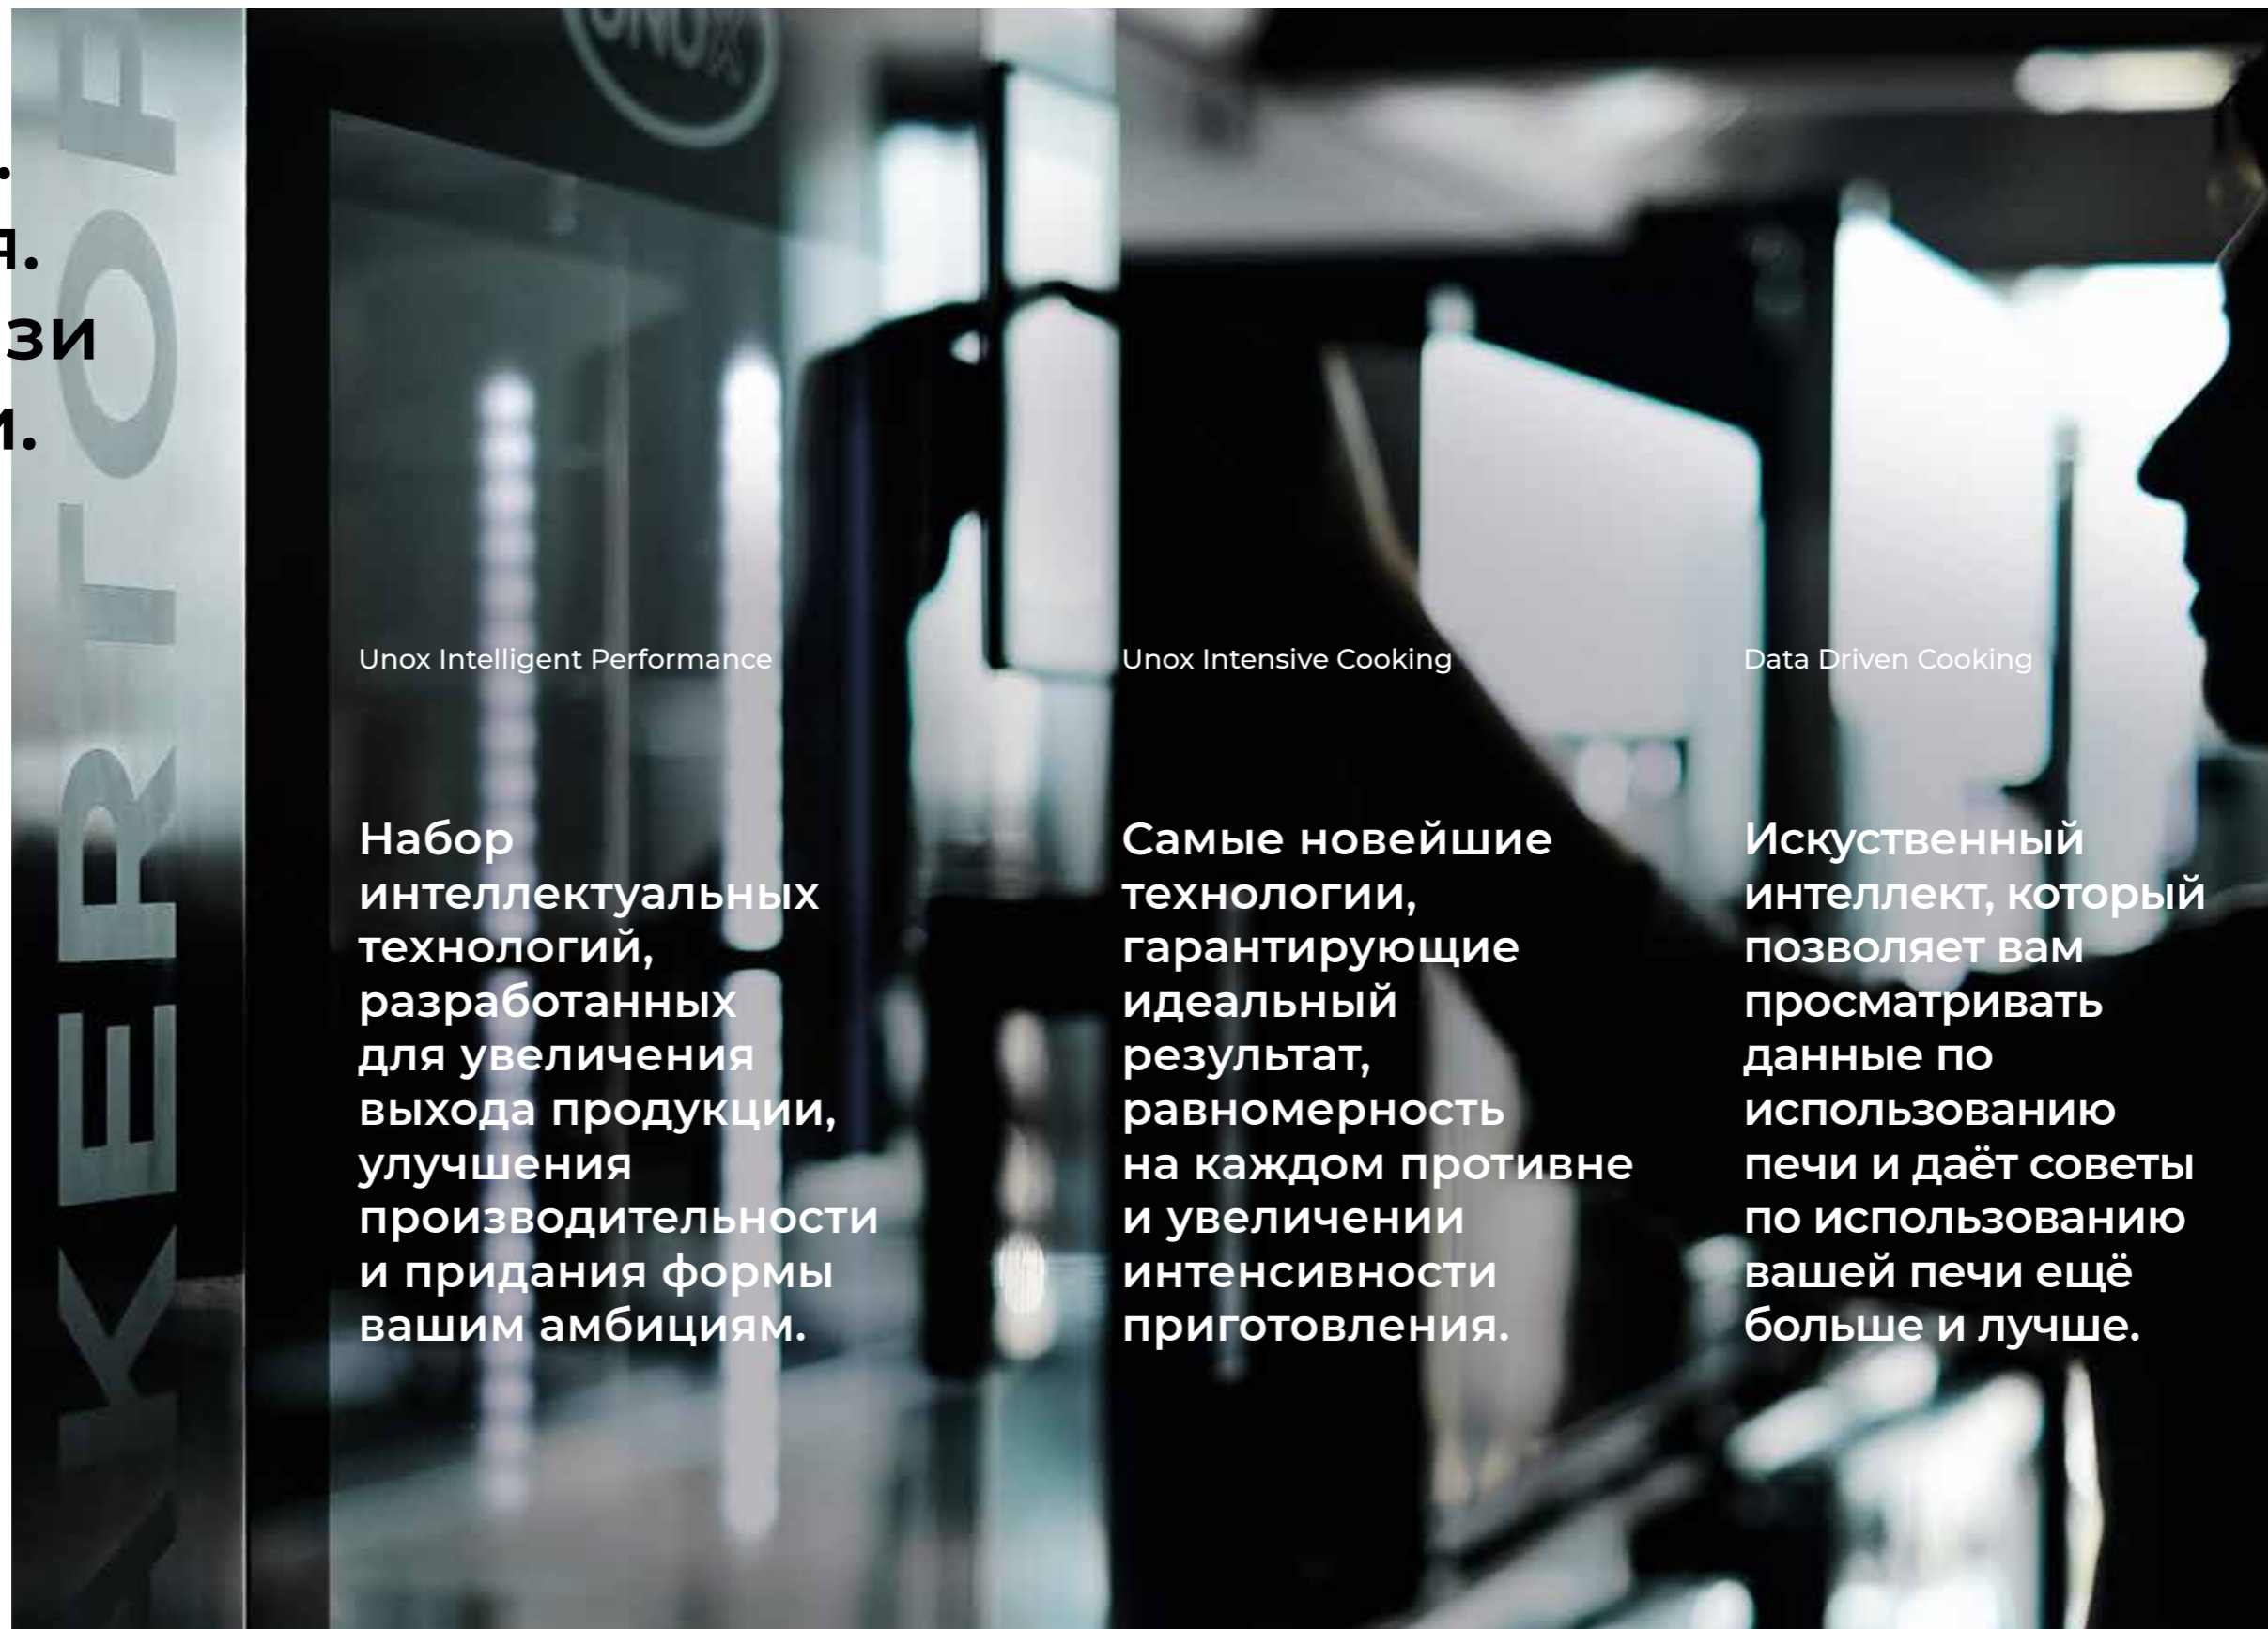 UNOX
Unox Intelligent Performance
Набор
интеллектуальных
технологий,
разработанных
для увеличения
выхода продукции,
улучшения
производительности
и придания формы
вашим амбициям.
Unox Intensive Cooking
Самые новейшие
технологии,
гарантирующие
идеальный
результат,
равномерность
на каждом противне
и увеличении
интенсивности
приготовления.
Data Driven Cooking
Искуственный
интеллект, который
позволяет вам
просматривать
данные по
использованию
печи и даёт советы
по использованию
вашей печи ещё
больше и лучше.